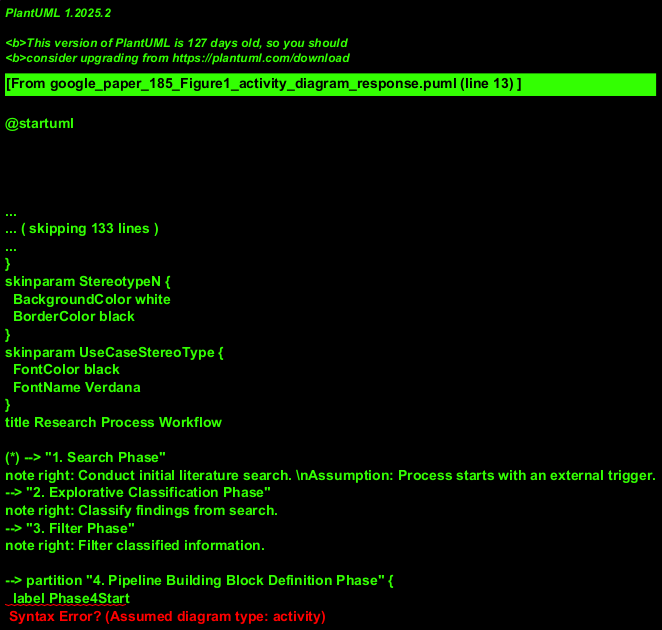 PlantUML 1.2025.2
<b>This version of PlantUML is 127 days old, so you should
<b>consider upgrading from https://plantuml.com/download
[From google_paper_185_Figure1_activity_diagram_response.puml (line 13) ]
@startuml
...
... ( skipping 133 lines )
...
}
skinparam StereotypeN {
BackgroundColor white
BorderColor black
}
skinparam UseCaseStereoType {
FontColor black
FontName Verdana
}
title Research Process Workflow
(*) --> "1. Search Phase"
note right: Conduct initial literature search. \nAssumption: Process starts with an external trigger.
--> "2. Explorative Classification Phase"
note right: Classify findings from search.
--> "3. Filter Phase"
note right: Filter classified information.
--> partition "4. Pipeline Building Block Definition Phase" {
label Phase4Start
Syntax Error? (Assumed diagram type: activity)